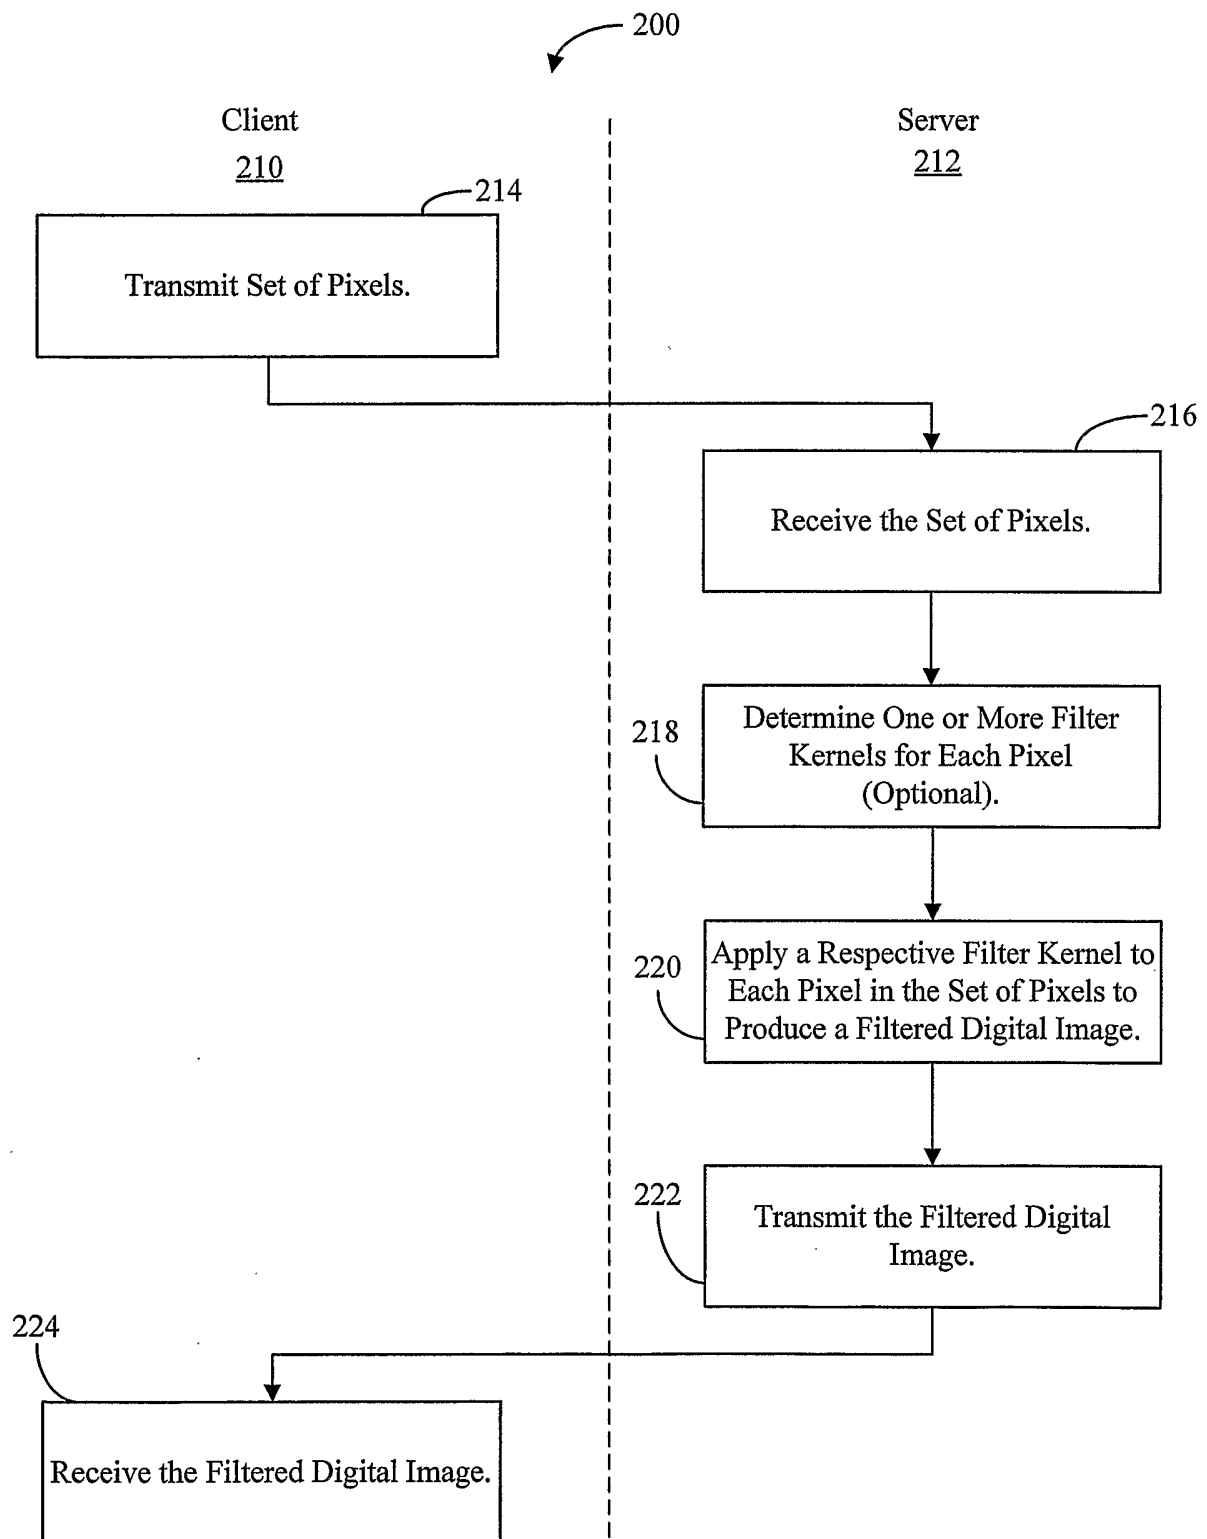 200
Client
210
Server
212
214
Transmit Set of Pixels.
216
Receive the Set of Pixels.
218
Determine One or More Filter
Kernels for Each Pixel
(Optional).
220
Apply a Respective Filter Kernel to
Each Pixel in the Set of Pixels to
Produce a Filtered Digital Image.
222
Transmit the Filtered Digital
Image.
224
Receive the Filtered Digital Image.